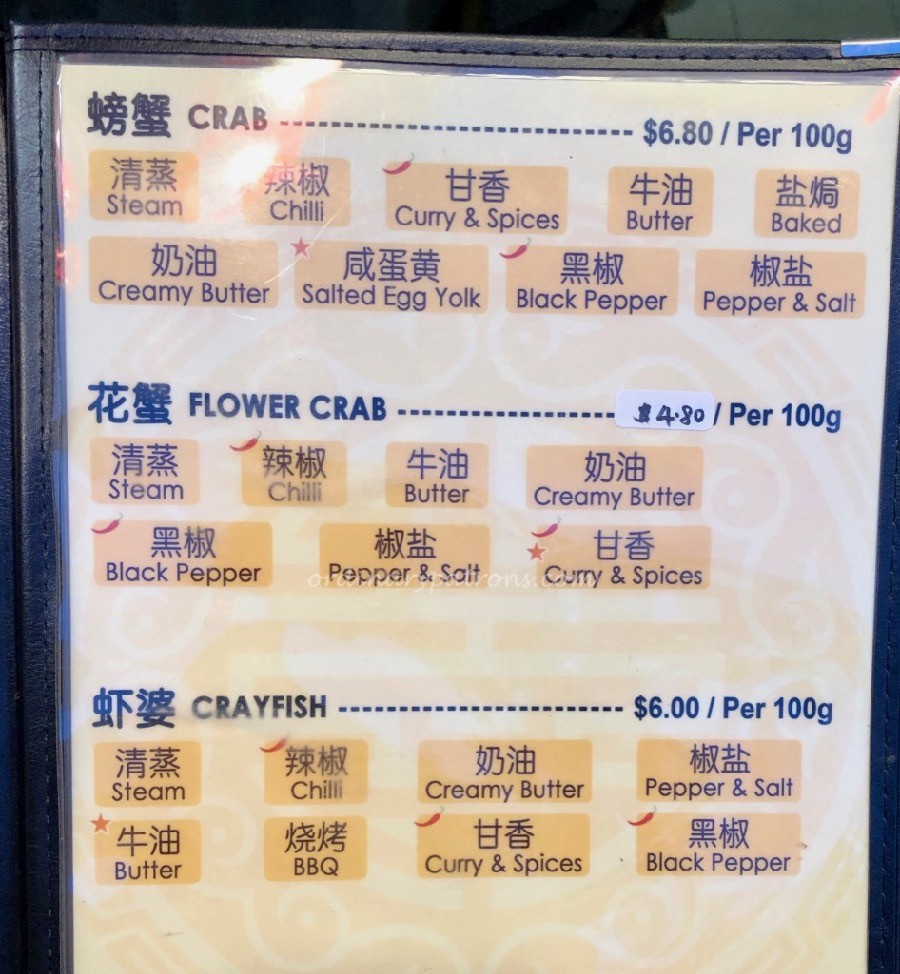 螃蟹 CRAB ---------------------------------- $6.80 / Per 100g
清蒸 辣椒 甘香 牛油 盐焗
Steam Chilli Curry & Spices Butter Baked
奶油 咸蛋黄 黑椒 椒盐
Creamy Butter Salted Egg Yolk Black Pepper Pepper & Salt
花蟹 FLOWER CRAB --------------------- $4.80 / Per 100g
清蒸 辣椒 牛油 奶油
Steam Chilli Butter Creamy Butter
黑椒 椒盐 甘香
Black Pepper Pepper & Salt Curry & Spices
ordinarypatrons.com
虾婆 CRAYFISH --------------------------- $6.00 / Per 100g
清蒸 辣椒 奶油 椒盐
Steam Chilli Creamy Butter Pepper & Salt
牛油 烧烤 甘香 黑椒
Butter BBQ Curry & Spices Black Pepper